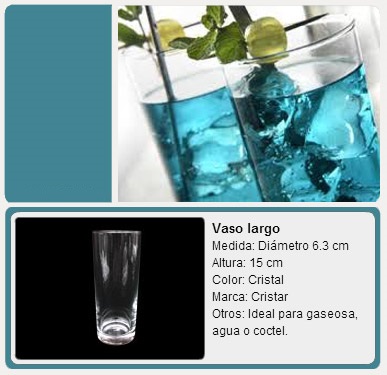 Vaso largo
Medida: Diámetro 6.3 cm
Altura: 15 cm
Color: Cristal
Marca: Cristar
Otros: Ideal para gaseosa,
agua o coctel.